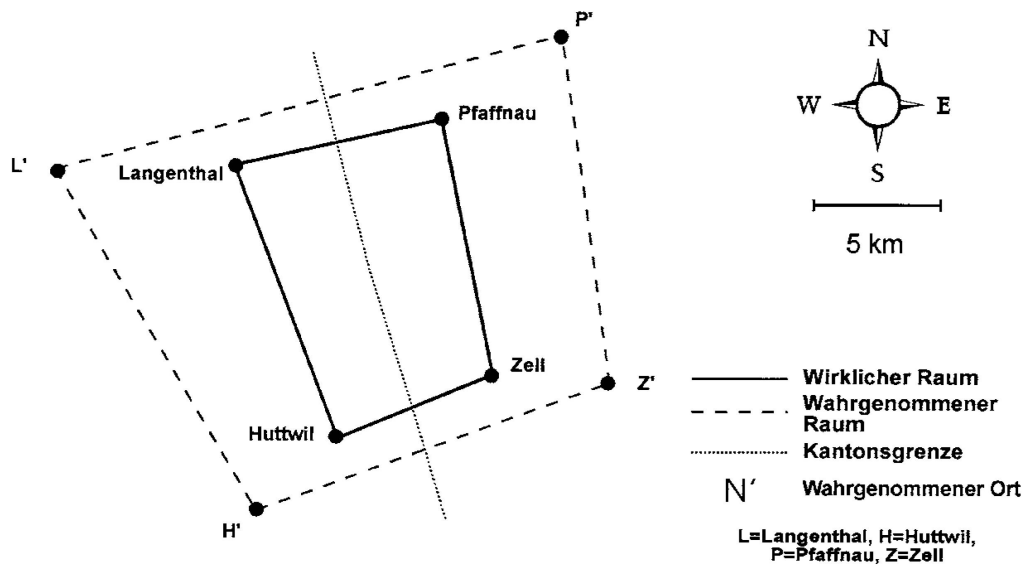 P'
N
Pfaffnau
W
E
L'
Langenthal
S
5 km
Zell
Z'
Wirklicher Raum
Wahrgenommener
Raum
Huttwil
Kantonsgrenze
N' Wahrgenommener Ort
H'
L=Langenthal, H=Huttwil,
P=Pfaffnau, Z=Zell